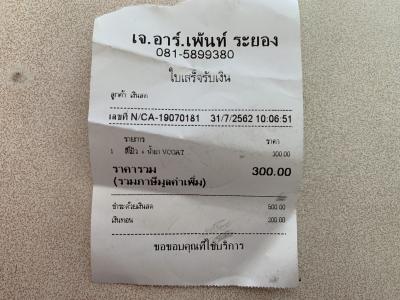 เจ.อาร์.เพ้นท์ ระยอง
081-5899380
ใบเสร็จรับเงิน
ลูกค้า เงินสด
เลขที่ N/CA-19070181 31/7/2562 10:06:51
รายการ ราคา
1 + น้ำยา 300.00
ราคารวม 300.00
(รวมภาษีมูลค่าเพิ่ม)
ชำระด้วยเงินสด 500.00
เงินทอน 200.00
ขอขอบคุณที่ใช้บริการ